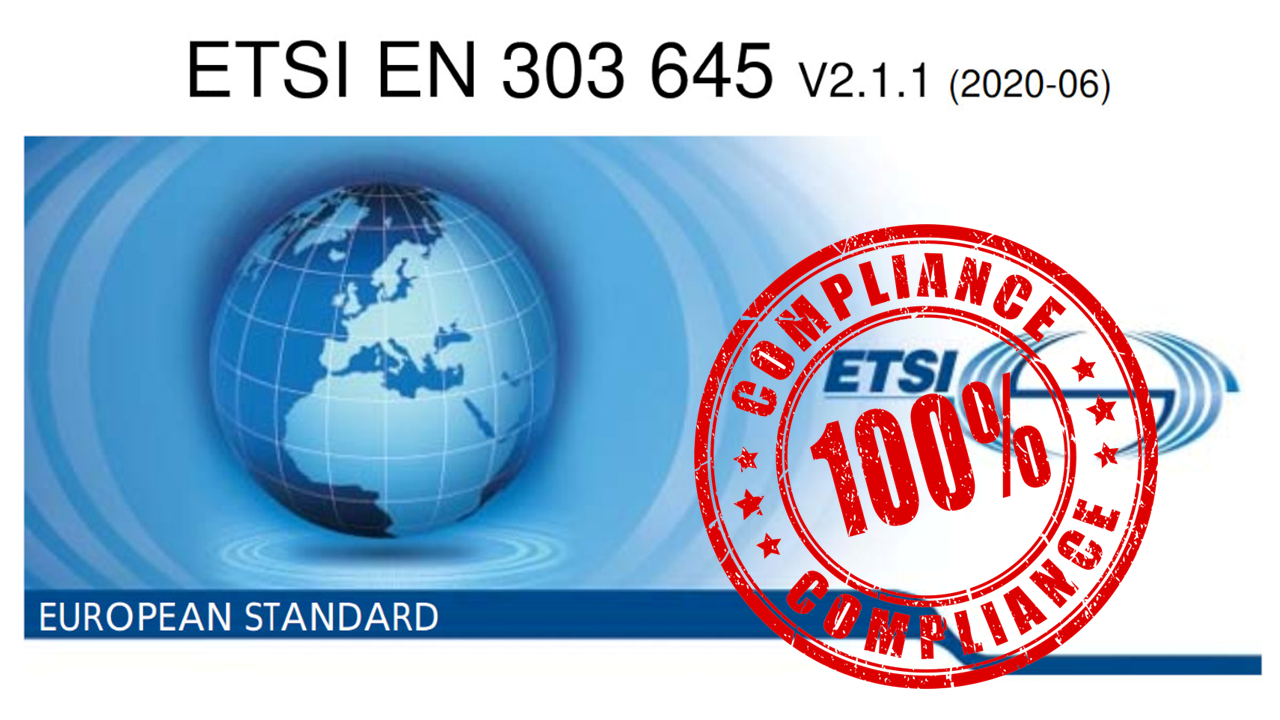 ETSI EN 303 645 V2.1.1 (2020-06)
COMPLIANCE
ETSI
100%
COMPLIANCE
EUROPEAN STANDARD